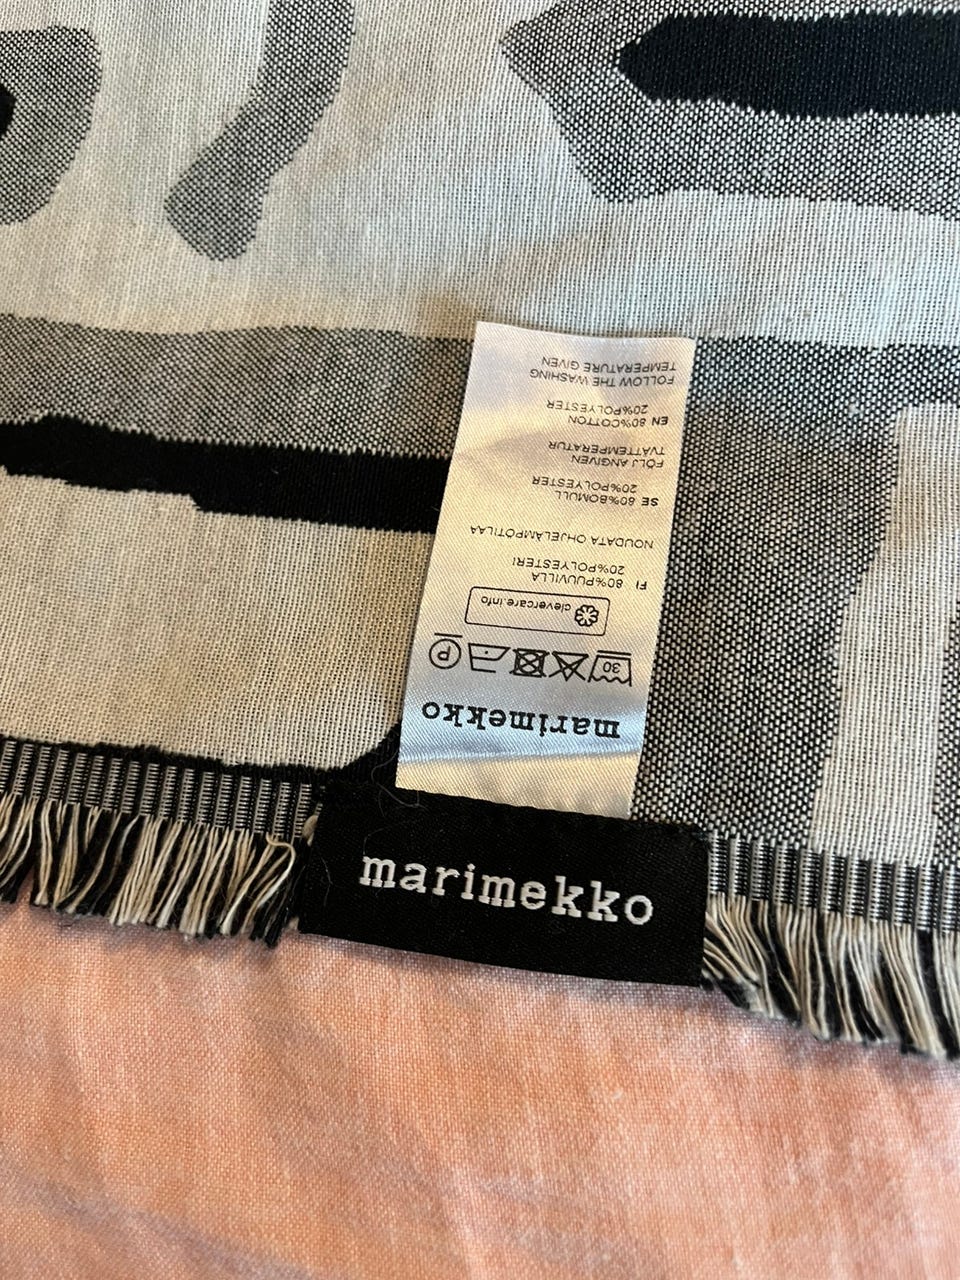 marimekko
30 P
clevercare.info
FI 80%PUUVILLA
20%POLYESTERI
NOUDATA OHJELÄMPÖTILAA
SE 80%BOMULL
20%POLYESTER
FÖLJ ANGIVEN
TVÄTTEMPERATUR
EN 80%COTTON
20%POLYESTER
FOLLOW THE WASHING
TEMPERATURE GIVEN
marimekko